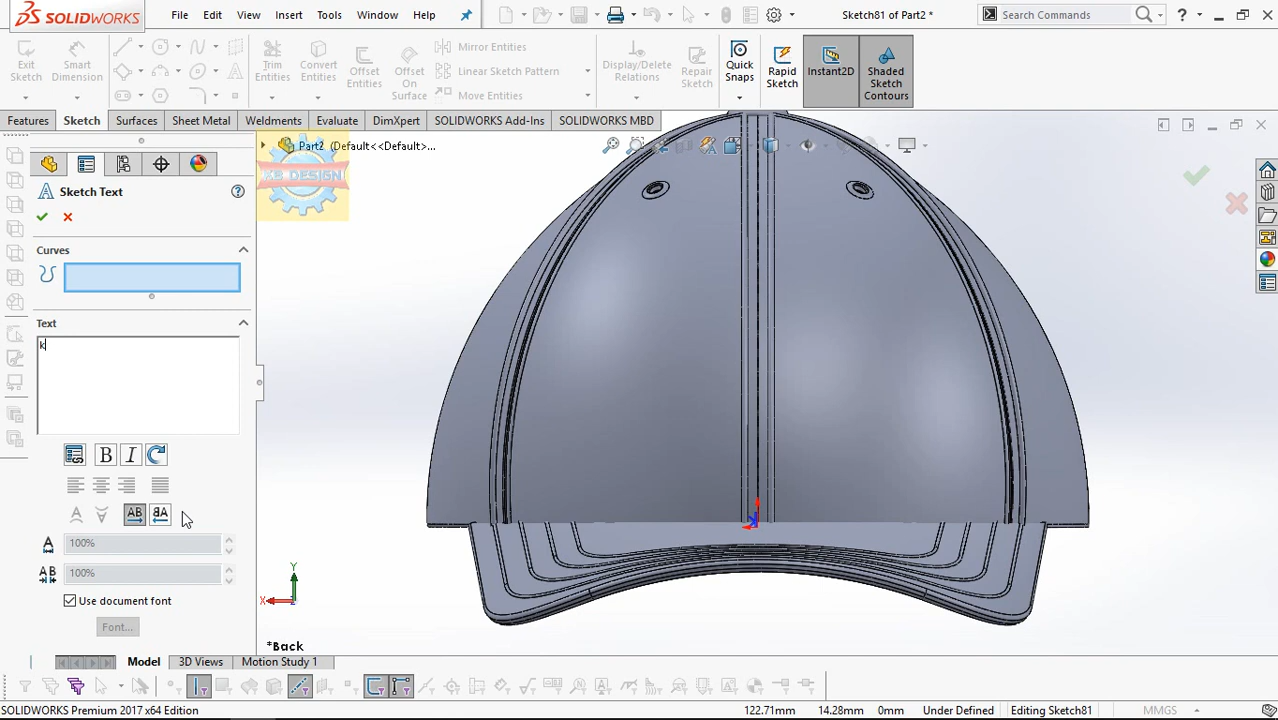 SOLIDWORKS
File Edit View Insert Tools Window Help
Sketch81 of Part2 *
Search Commands
Exit Sketch
Smart Dimension
Trim Entities
Convert Entities
Offset Entities
Offset On Surface
Mirror Entities
Linear Sketch Pattern
Move Entities
Display/Delete Relations
Repair Sketch
Quick Snaps
Rapid Sketch
Instant2D
Shaded Sketch Contours
Features Sketch Surfaces Sheet Metal Weldments Evaluate DimXpert SOLIDWORKS Add-Ins SOLIDWORKS MBD
Part2 (Default<<Default>...
AB DESIGN
Sketch Text
Curves
Text
k
B I
AB BA
100%
100%
Use document font
Font...
Y
X
*Back
Model 3D Views Motion Study 1
SOLIDWORKS Premium 2017 x64 Edition
122.71mm 14.28mm 0mm Under Defined Editing Sketch81 MMGS